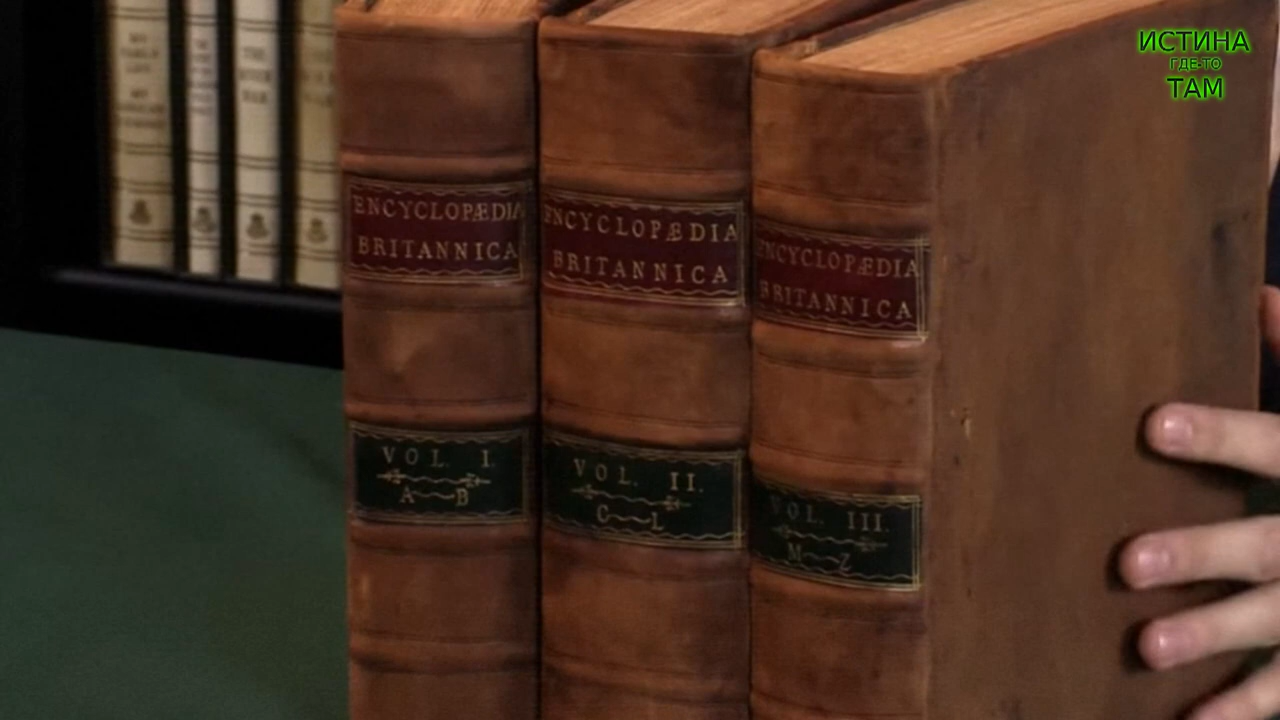 ИСТИНА
ГДЕ-ТО
ТАМ
ENCYCLOPÆDIA
BRITANNICA
VOL. I.
A B
ENCYCLOPÆDIA
BRITANNICA
VOL. II.
C L
ENCYCLOPÆDIA
BRITANNICA
VOL. III.
M Z